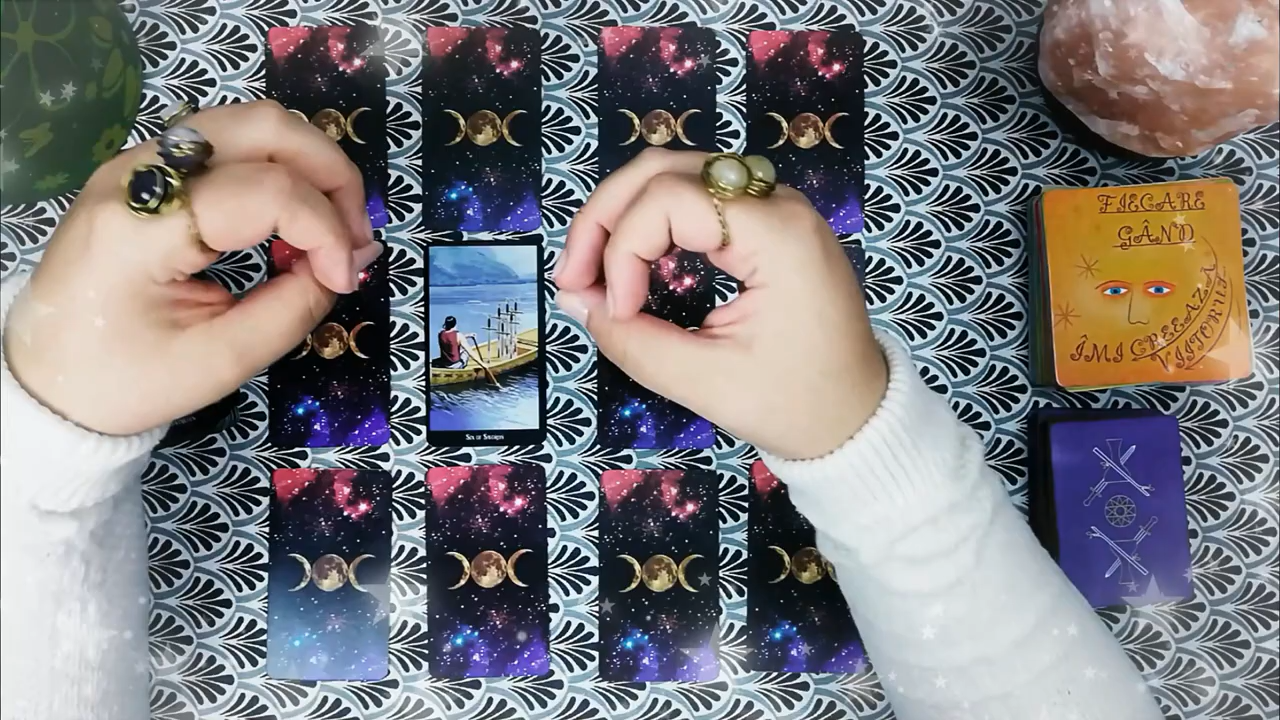 FIECARE
GÂND
ÎMI CREEAZĂ
VIITORUL
Six of Swords